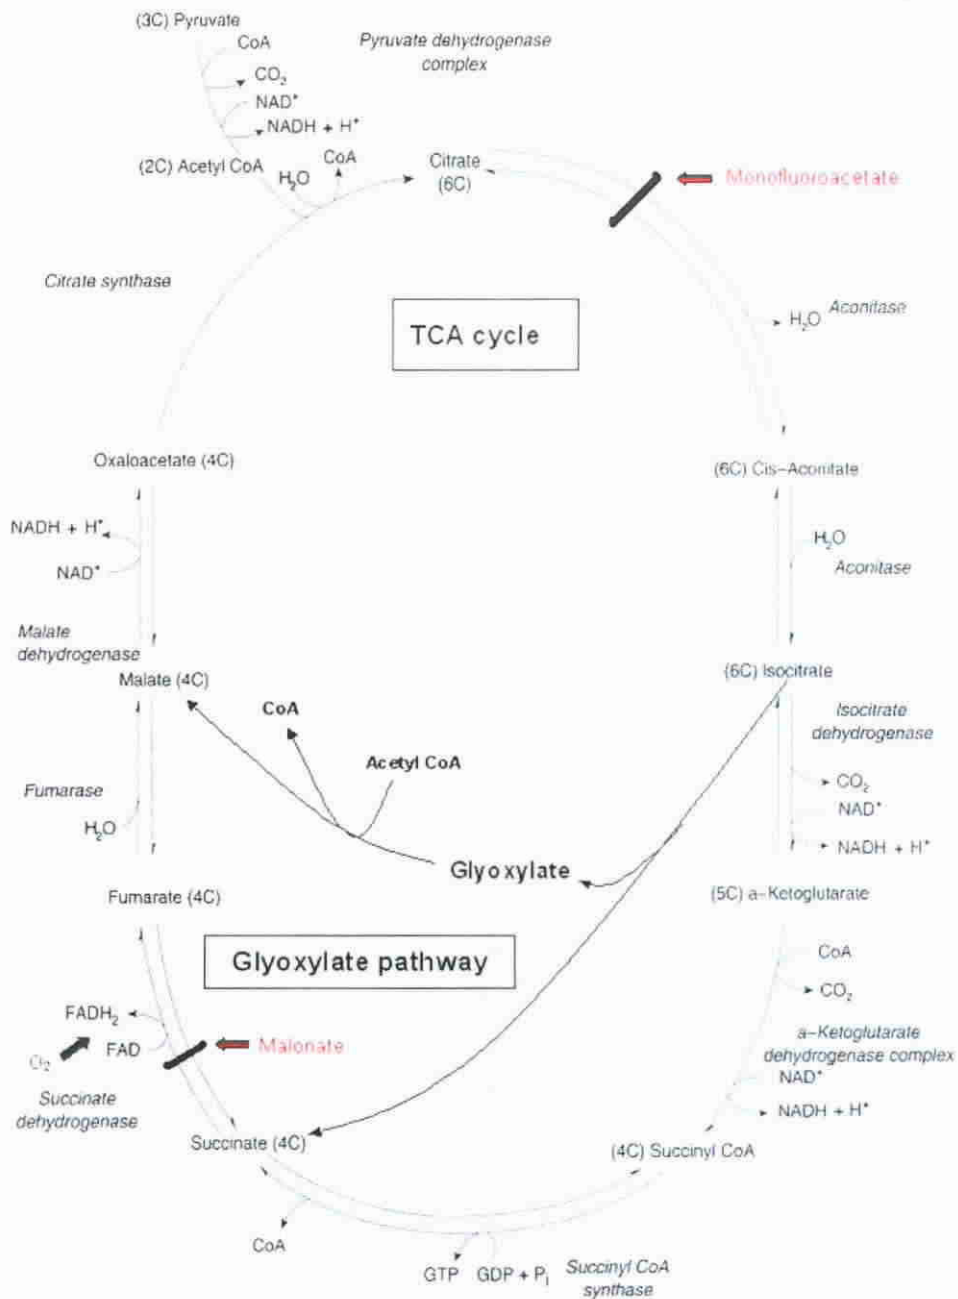 (3C) Pyruvate
CoA
CO₂
NAD⁺
NADH + H⁺
Pyruvate dehydrogenase
complex
(2C) Acetyl CoA
H₂O
CoA
Citrate
(6C)
Monofluoroacetate
Citrate synthase
TCA cycle
H₂O
Aconitase
Oxaloacetate (4C)
(6C) Cis–Aconitate
NADH + H⁺
NAD⁺
H₂O
Aconitase
Malate
dehydrogenase
Malate (4C)
(6C) Isocitrate
CoA
Isocitrate
dehydrogenase
Acetyl CoA
CO₂
NAD⁺
NADH + H⁺
Fumarase
H₂O
Glyoxylate
Fumarate (4C)
(5C) a–Ketoglutarate
Glyoxylate pathway
CoA
CO₂
FADH₂
FAD
O₂
Malonate
a–Ketoglutarate
dehydrogenase complex
NAD⁺
NADH + H⁺
Succinate
dehydrogenase
Succinate (4C)
(4C) Succinyl CoA
CoA
GTP
GDP + Pᵢ
Succinyl CoA
synthase